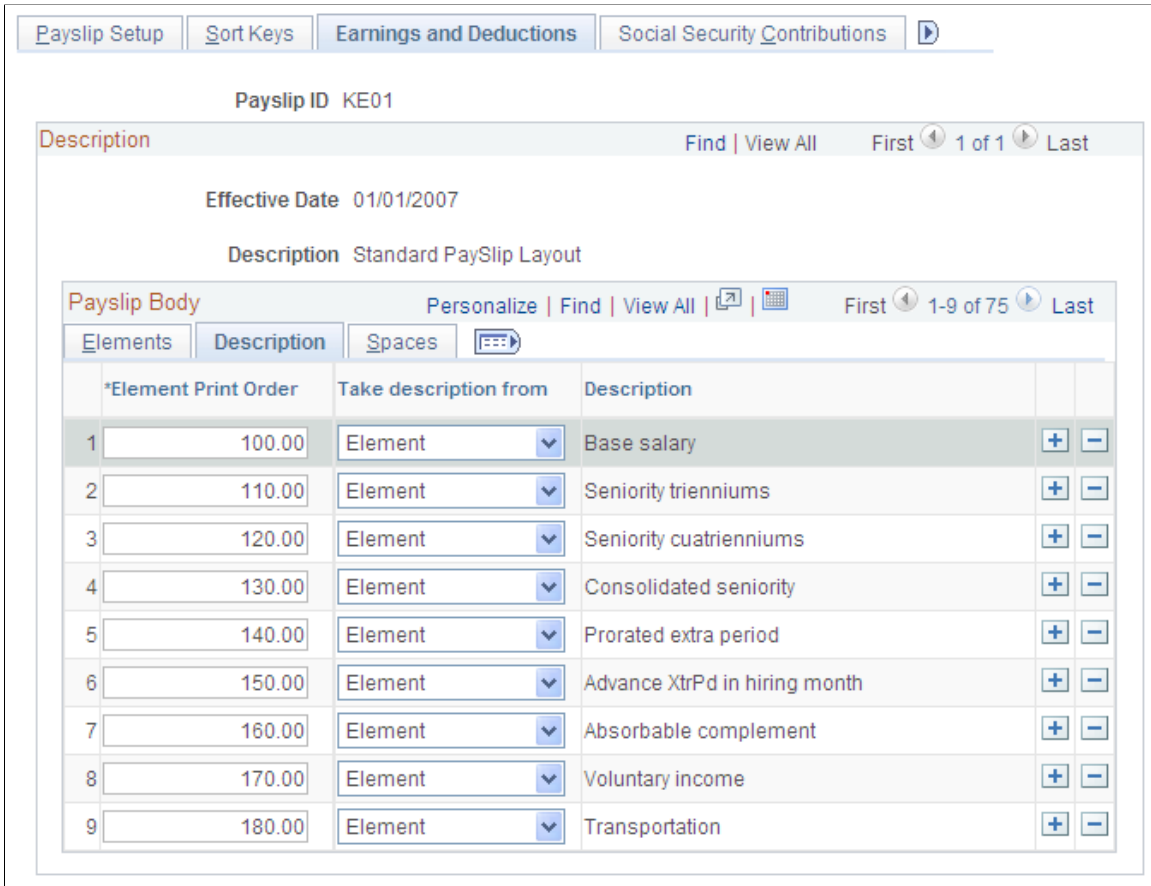 Payslip Setup Sort Keys Earnings and Deductions Social Security Contributions
Payslip ID KE01
Description Find | View All First 1 of 1 Last
Effective Date 01/01/2007
Description Standard PaySlip Layout
Payslip Body Personalize | Find | View All | | First 1-9 of 75 Last
Elements Description Spaces
*Element Print Order Take description from Description
1 100.00 Element Base salary + −
2 110.00 Element Seniority trienniums + −
3 120.00 Element Seniority cuatrienniums + −
4 130.00 Element Consolidated seniority + −
5 140.00 Element Prorated extra period + −
6 150.00 Element Advance XtrPd in hiring month + −
7 160.00 Element Absorbable complement + −
8 170.00 Element Voluntary income + −
9 180.00 Element Transportation + −